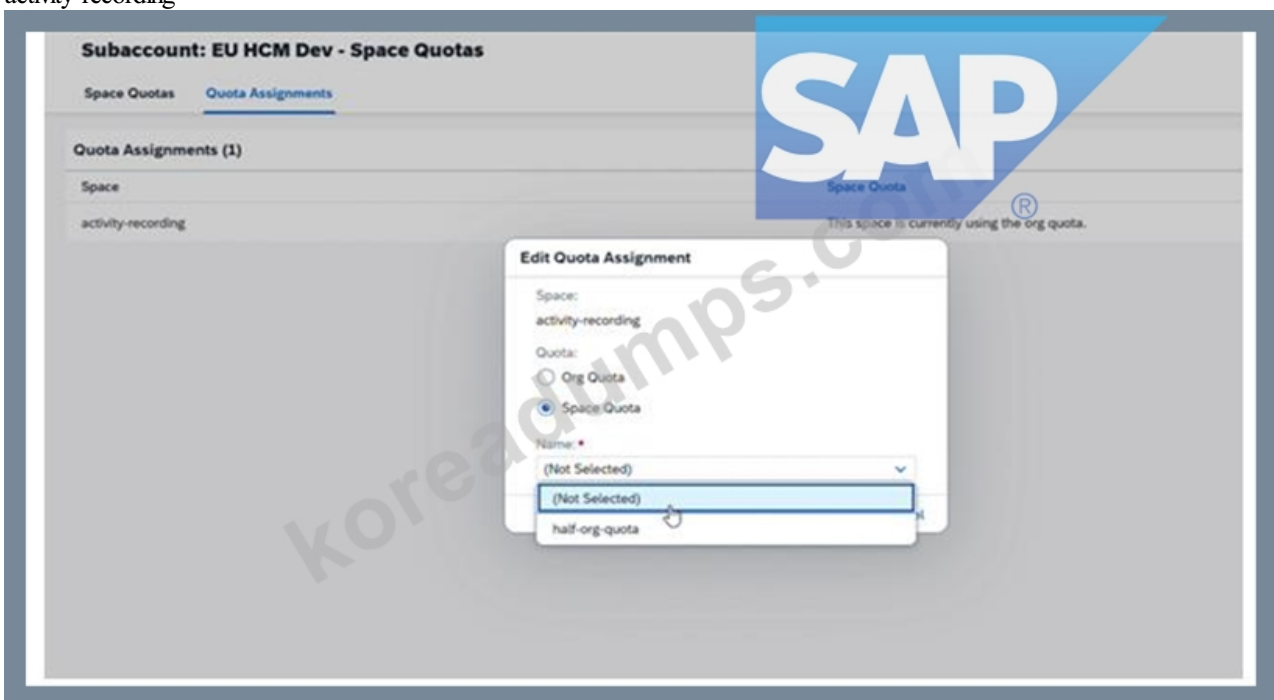 activity-recording
Subaccount: EU HCM Dev - Space Quotas
Space Quotas Quota Assignments
SAP
®
Quota Assignments (1)
Space Space Quota
activity-recording This space is currently using the org quota.
Edit Quota Assignment
Space:
activity-recording
Quota:
Org Quota
Space Quota
Name: *
(Not Selected)
(Not Selected)
half-org-quota
koreadumps.com